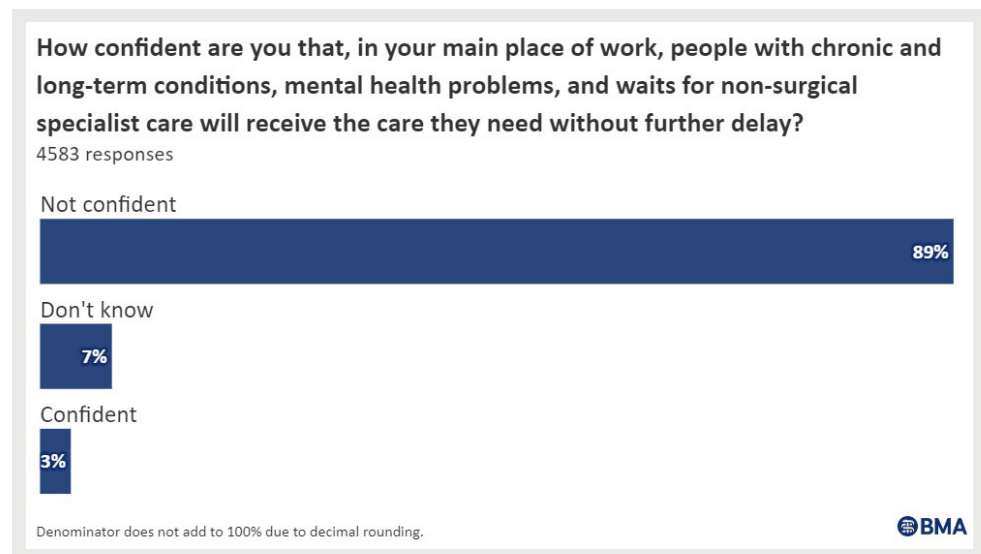 How confident are you that, in your main place of work, people with chronic and
long-term conditions, mental health problems, and waits for non-surgical
specialist care will receive the care they need without further delay?
4583 responses
Not confident
89%
Don't know
7%
Confident
3%
Denominator does not add to 100% due to decimal rounding.
BMA